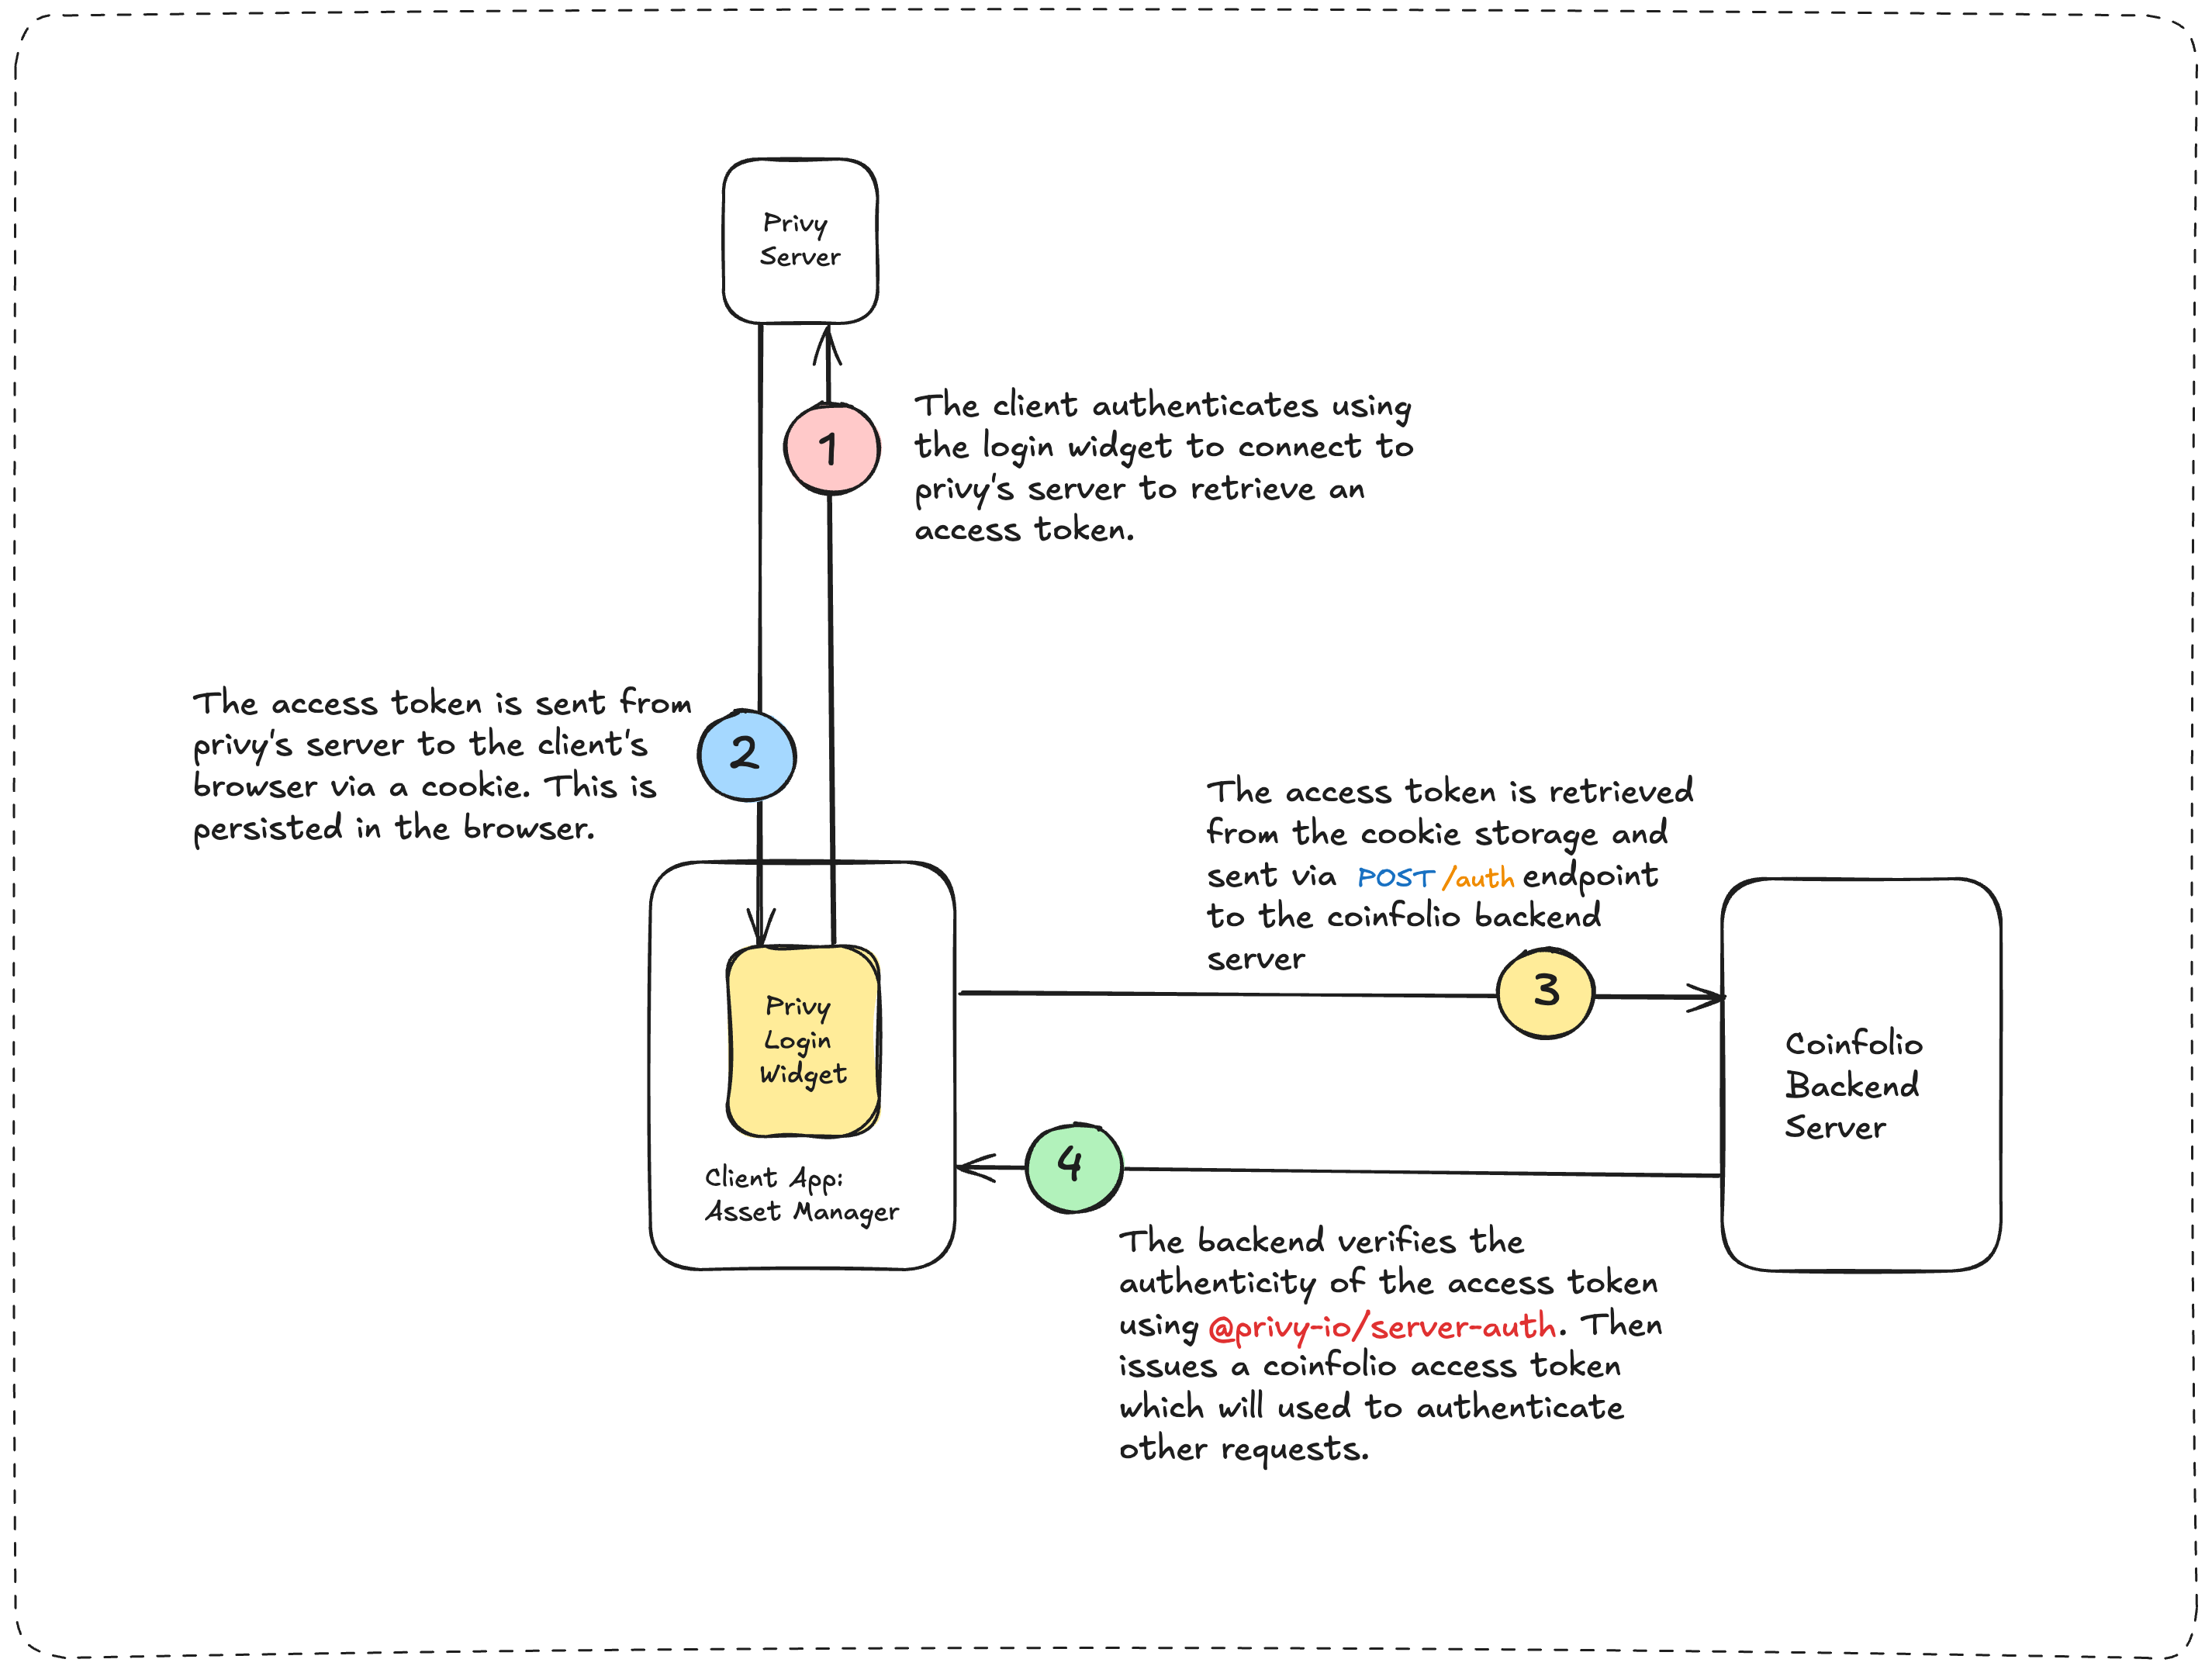 Privy
Server
1
The client authenticates using
the login widget to connect to
privy's server to retrieve an
access token.
2
The access token is sent from
privy's server to the client's
browser via a cookie. This is
persisted in the browser.
The access token is retrieved
from the cookie storage and
sent via POST /auth endpoint
to the coinfolio backend
server
3
Privy
Login
Widget
Client App:
Asset Manager
Coinfolio
Backend
Server
4
The backend verifies the
authenticity of the access token
using @privy-io/server-auth. Then
issues a coinfolio access token
which will used to authenticate
other requests.